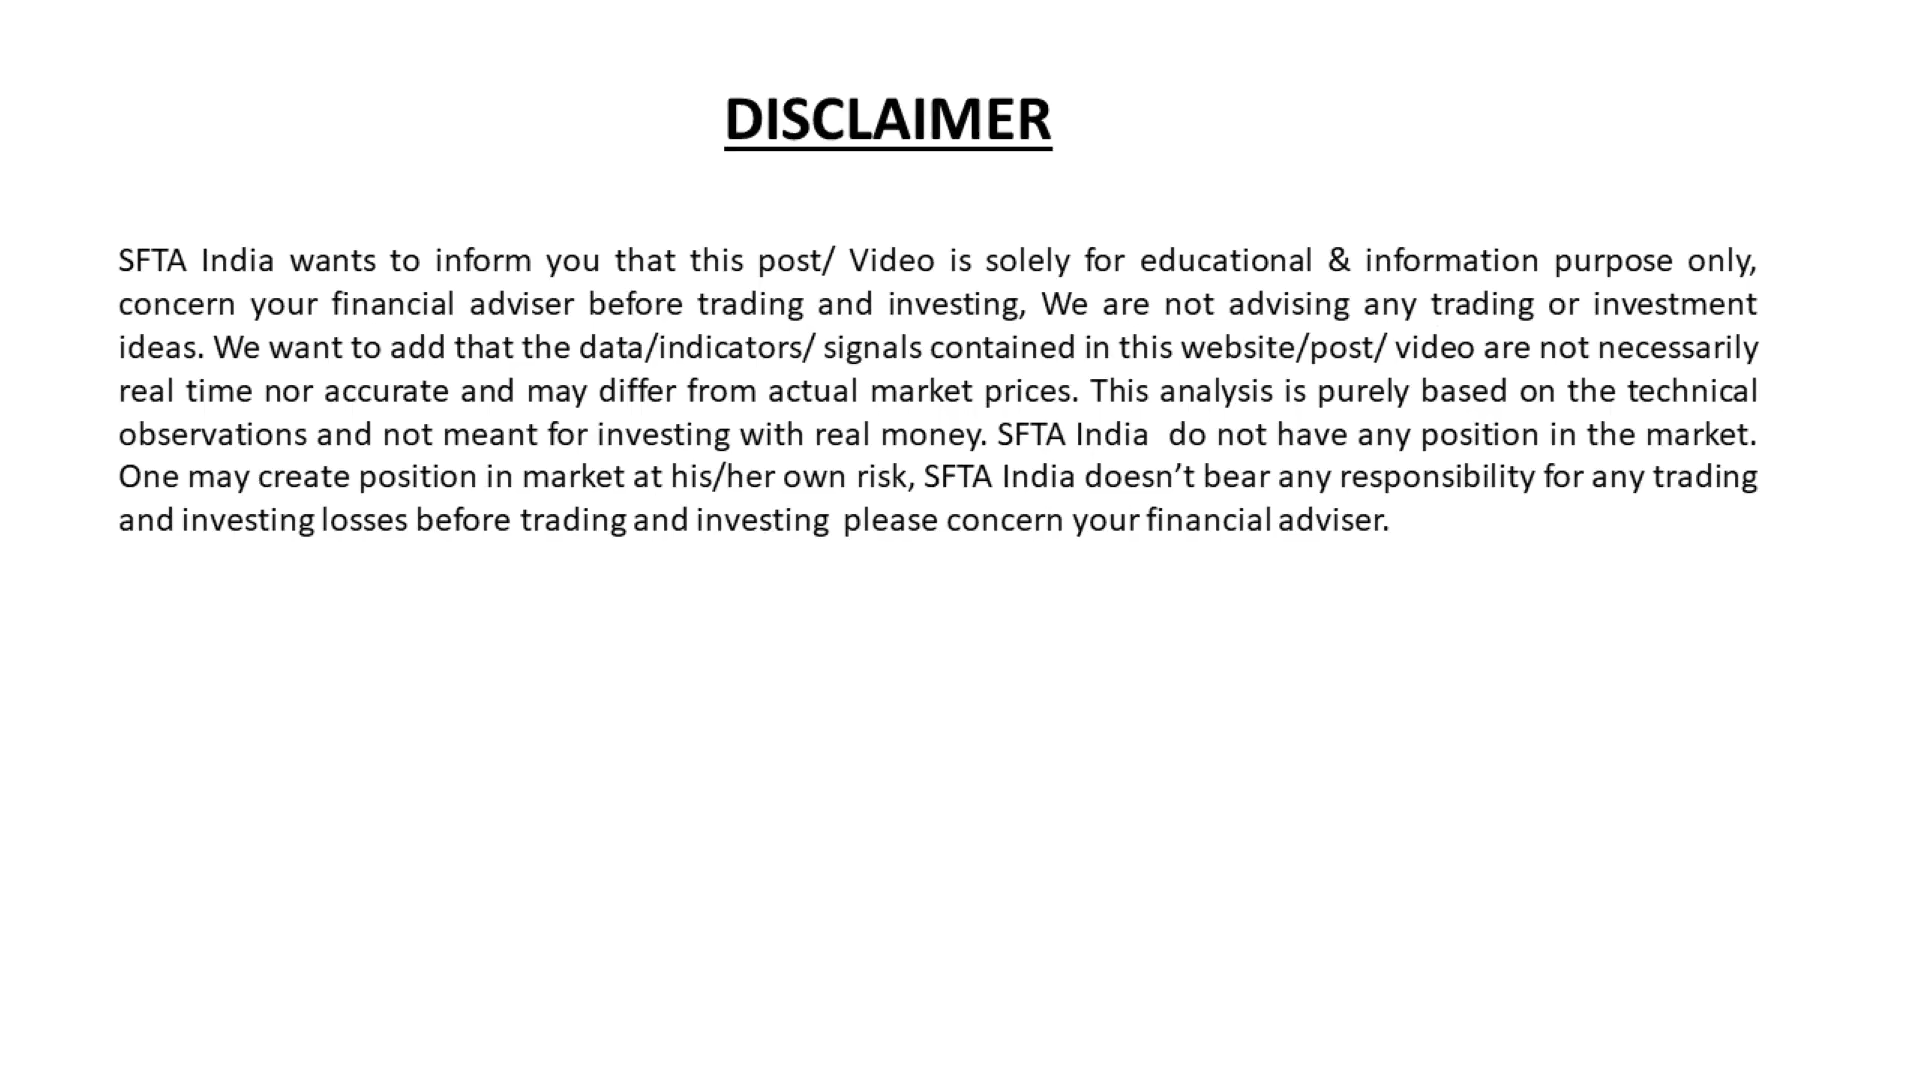 DISCLAIMER
SFTA India wants to inform you that this post/ Video is solely for educational & information purpose only,
concern your financial adviser before trading and investing, We are not advising any trading or investment
ideas. We want to add that the data/indicators/ signals contained in this website/post/ video are not necessarily
real time nor accurate and may differ from actual market prices. This analysis is purely based on the technical
observations and not meant for investing with real money. SFTA India  do not have any position in the market.
One may create position in market at his/her own risk, SFTA India doesn’t bear any responsibility for any trading
and investing losses before trading and investing  please concern your financial adviser.